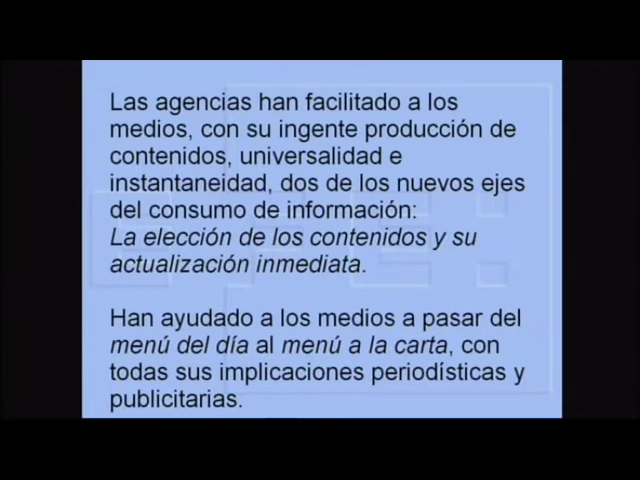 Las agencias han facilitado a los
medios, con su ingente producción de
contenidos, universalidad e
instantaneidad, dos de los nuevos ejes
del consumo de información:
La elección de los contenidos y su
actualización inmediata.
Han ayudado a los medios a pasar del
menú del día al menú a la carta, con
todas sus implicaciones periodísticas y
publicitarias.